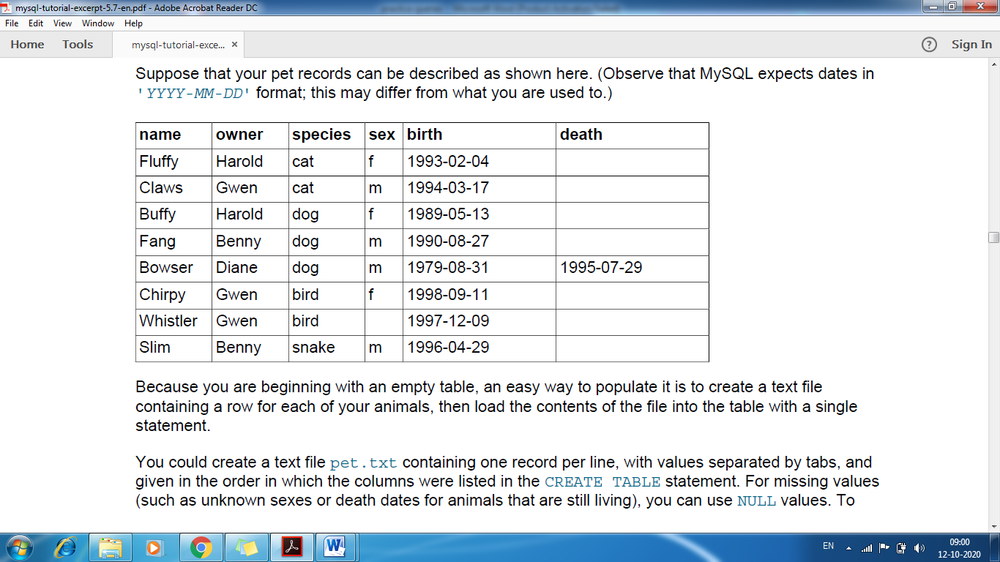 mysql-tutorial-excerpt-5.7-en.pdf - Adobe Acrobat Reader DC
File Edit View Window Help
Home Tools mysql-tutorial-exce... × ? Sign In
Suppose that your pet records can be described as shown here. (Observe that MySQL expects dates in
'YYYY-MM-DD' format; this may differ from what you are used to.)
name owner species sex birth death
Fluffy Harold cat f 1993-02-04
Claws Gwen cat m 1994-03-17
Buffy Harold dog f 1989-05-13
Fang Benny dog m 1990-08-27
Bowser Diane dog m 1979-08-31 1995-07-29
Chirpy Gwen bird f 1998-09-11
Whistler Gwen bird 1997-12-09
Slim Benny snake m 1996-04-29
Because you are beginning with an empty table, an easy way to populate it is to create a text file
containing a row for each of your animals, then load the contents of the file into the table with a single
statement.
You could create a text file pet.txt containing one record per line, with values separated by tabs, and
given in the order in which the columns were listed in the CREATE TABLE statement. For missing values
(such as unknown sexes or death dates for animals that are still living), you can use NULL values. To
EN 09:00
12-10-2020